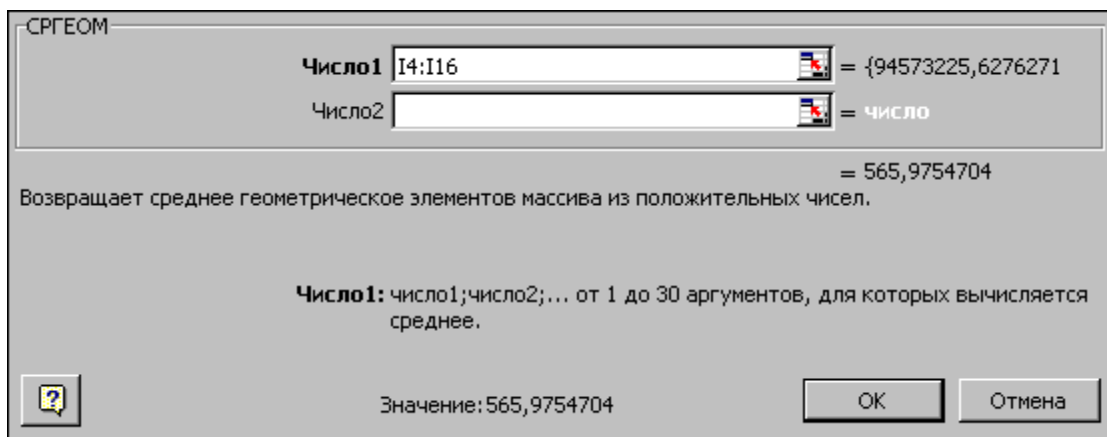 СРГЕОМ
Число1 I4:I16 = {94573225,6276271
Число2 = число
= 565,9754704
Возвращает среднее геометрическое элементов массива из положительных чисел.
Число1: число1;число2;... от 1 до 30 аргументов, для которых вычисляется
среднее.
? Значение:565,9754704 OK Отмена